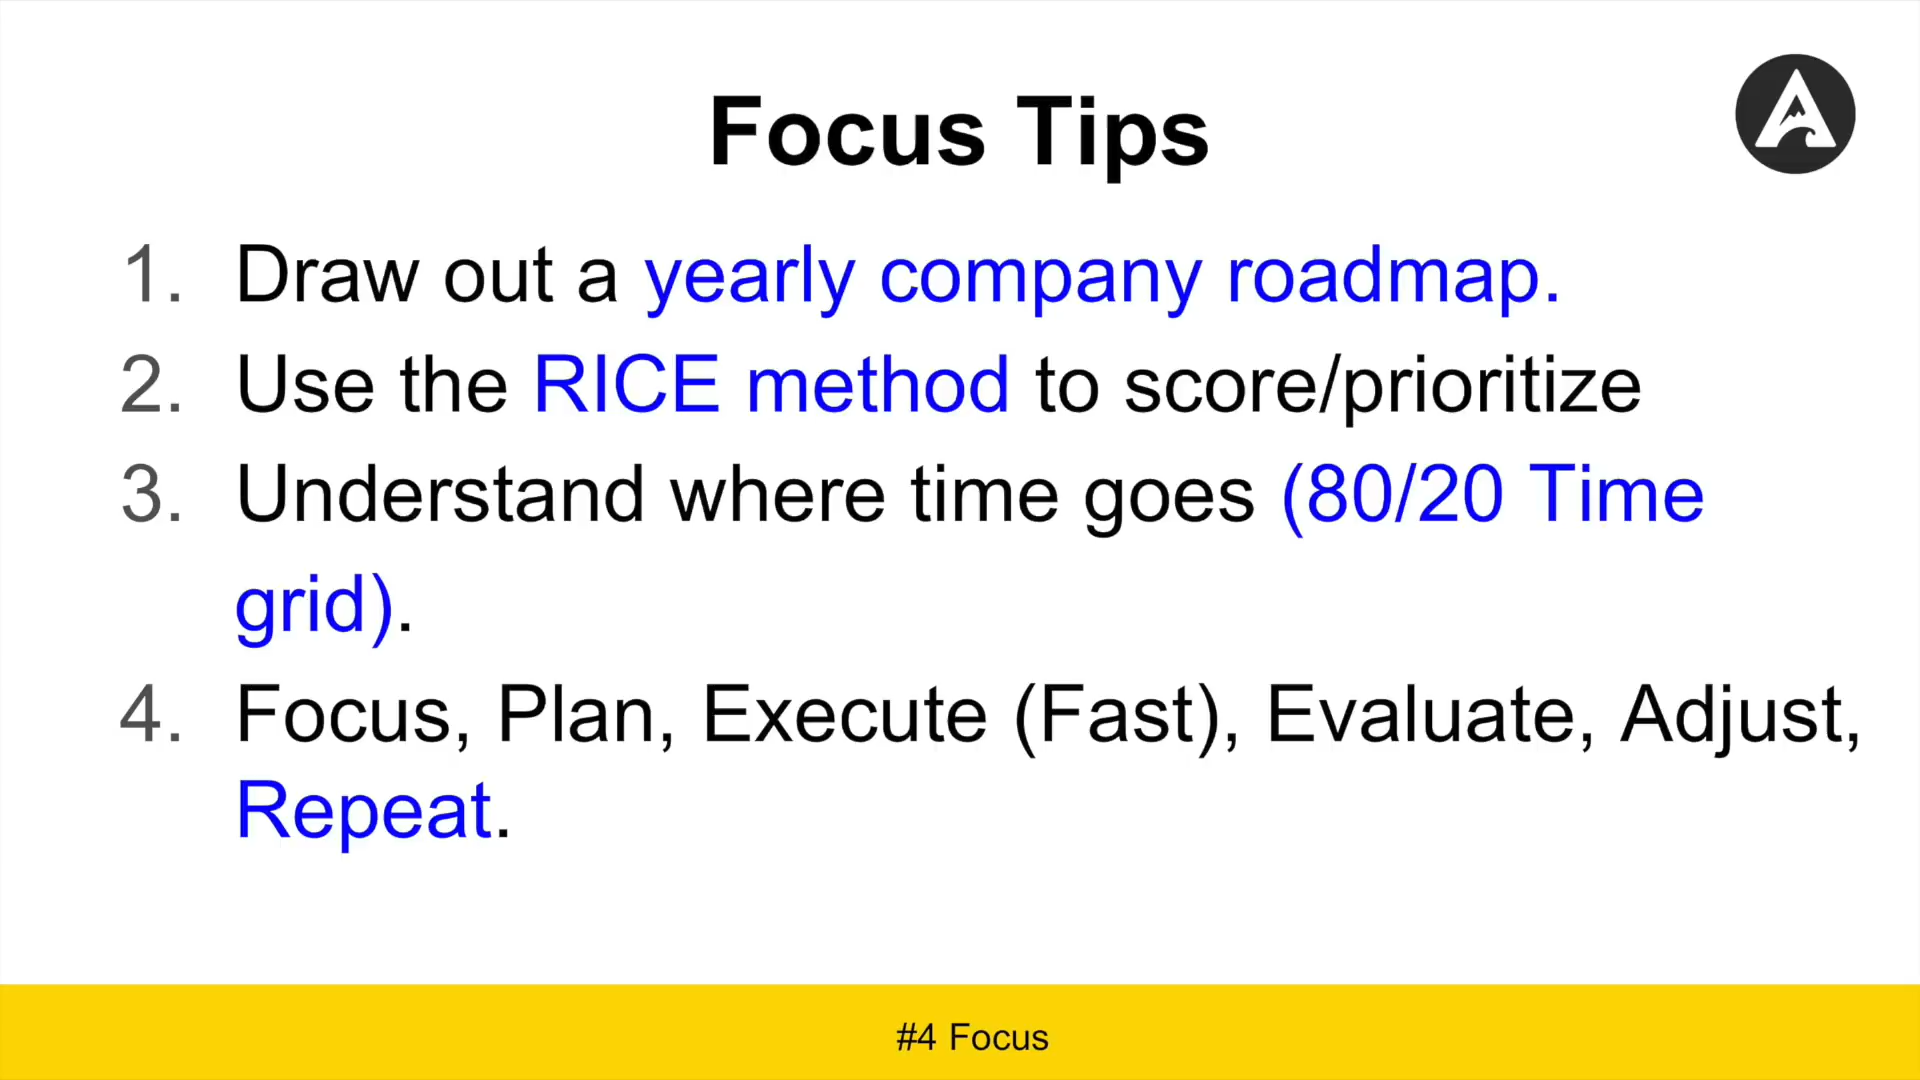 Focus Tips
1. Draw out a yearly company roadmap.
2. Use the RICE method to score/prioritize
3. Understand where time goes (80/20 Time
grid).
4. Focus, Plan, Execute (Fast), Evaluate, Adjust,
Repeat.
#4 Focus